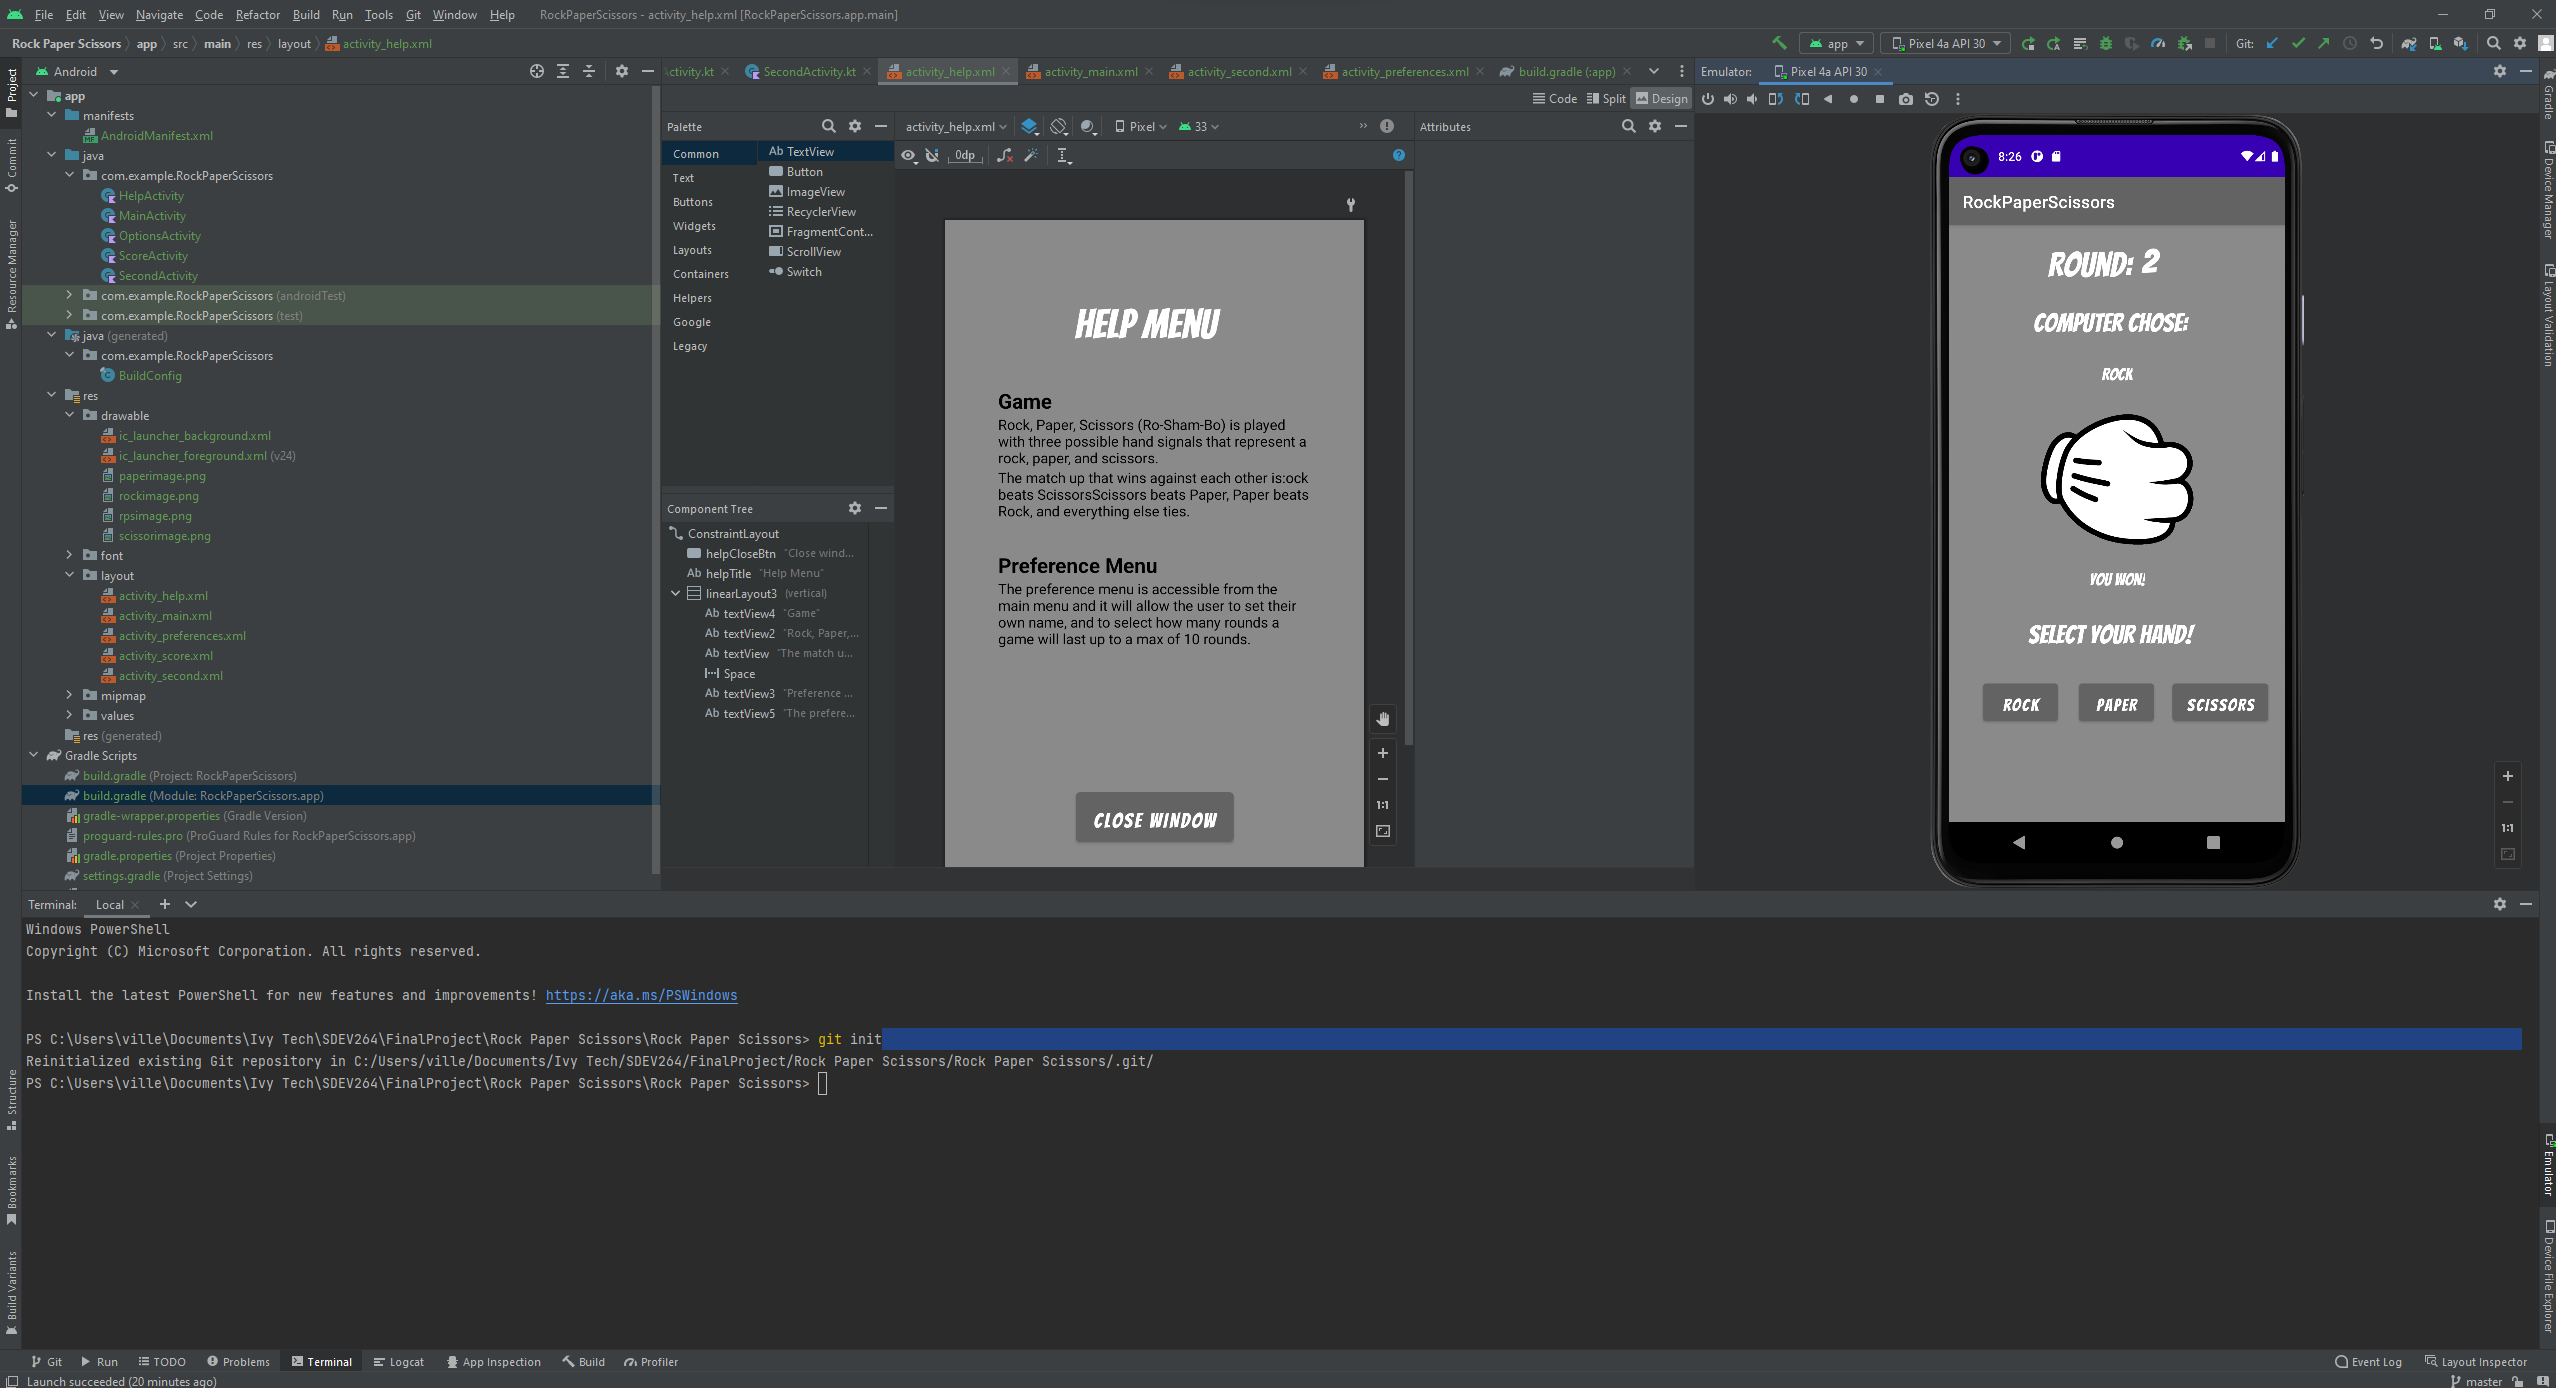 File Edit View Navigate Code Refactor Build Run Tools Git Window Help RockPaperScissors - activity_help.xml [RockPaperScissors.app.main]
Rock Paper Scissors app src main res layout activity_help.xml
app Pixel 4a API 30 Git:
Android
ctivity.kt SecondActivity.kt activity_help.xml activity_main.xml activity_second.xml activity_preferences.xml build.gradle (:app)
Emulator: Pixel 4a API 30
Code Split Design
Project
Commit
Resource Manager
Structure
Bookmarks
Build Variants
app
manifests
AndroidManifest.xml
java
com.example.RockPaperScissors
HelpActivity
MainActivity
OptionsActivity
ScoreActivity
SecondActivity
com.example.RockPaperScissors (androidTest)
com.example.RockPaperScissors (test)
java (generated)
com.example.RockPaperScissors
BuildConfig
res
drawable
ic_launcher_background.xml
ic_launcher_foreground.xml (v24)
paperimage.png
rockimage.png
rpsimage.png
scissorimage.png
font
layout
activity_help.xml
activity_main.xml
activity_preferences.xml
activity_score.xml
activity_second.xml
mipmap
values
res (generated)
Gradle Scripts
build.gradle (Project: RockPaperScissors)
build.gradle (Module: RockPaperScissors.app)
gradle-wrapper.properties (Gradle Version)
proguard-rules.pro (ProGuard Rules for RockPaperScissors.app)
gradle.properties (Project Properties)
settings.gradle (Project Settings)
Palette
Common
Text
Buttons
Widgets
Layouts
Containers
Helpers
Google
Legacy
Ab TextView
Button
ImageView
RecyclerView
FragmentCont...
ScrollView
Switch
Component Tree
ConstraintLayout
helpCloseBtn "Close wind...
Ab helpTitle "Help Menu"
linearLayout3 (vertical)
Ab textView4 "Game"
Ab textView2 "Rock, Paper,...
Ab textView "The match u...
Space
Ab textView3 "Preference ...
Ab textView5 "The prefere...
activity_help.xml Pixel 33
0dp
Attributes
HELP MENU
Game
Rock, Paper, Scissors (Ro-Sham-Bo) is played
with three possible hand signals that represent a
rock, paper, and scissors.
The match up that wins against each other is:ock
beats ScissorsScissors beats Paper, Paper beats
Rock, and everything else ties.
Preference Menu
The preference menu is accessible from the
main menu and it will allow the user to set their
own name, and to select how many rounds a
game will last up to a max of 10 rounds.
CLOSE WINDOW
1:1
8:26
RockPaperScissors
ROUND: 2
COMPUTER CHOSE:
ROCK
YOU WON!
SELECT YOUR HAND!
ROCK PAPER SCISSORS
1:1
Gradle
Device Manager
Layout Validation
Emulator
Device File Explorer
Terminal: Local
Windows PowerShell
Copyright (C) Microsoft Corporation. All rights reserved.
Install the latest PowerShell for new features and improvements! https://aka.ms/PSWindows
PS C:\Users\ville\Documents\Ivy Tech\SDEV264\FinalProject\Rock Paper Scissors\Rock Paper Scissors> git init
Reinitialized existing Git repository in C:/Users/ville/Documents/Ivy Tech/SDEV264/FinalProject/Rock Paper Scissors/Rock Paper Scissors/.git/
PS C:\Users\ville\Documents\Ivy Tech\SDEV264\FinalProject\Rock Paper Scissors\Rock Paper Scissors>
Git Run TODO Problems Terminal Logcat App Inspection Build Profiler Event Log Layout Inspector
Launch succeeded (20 minutes ago) master